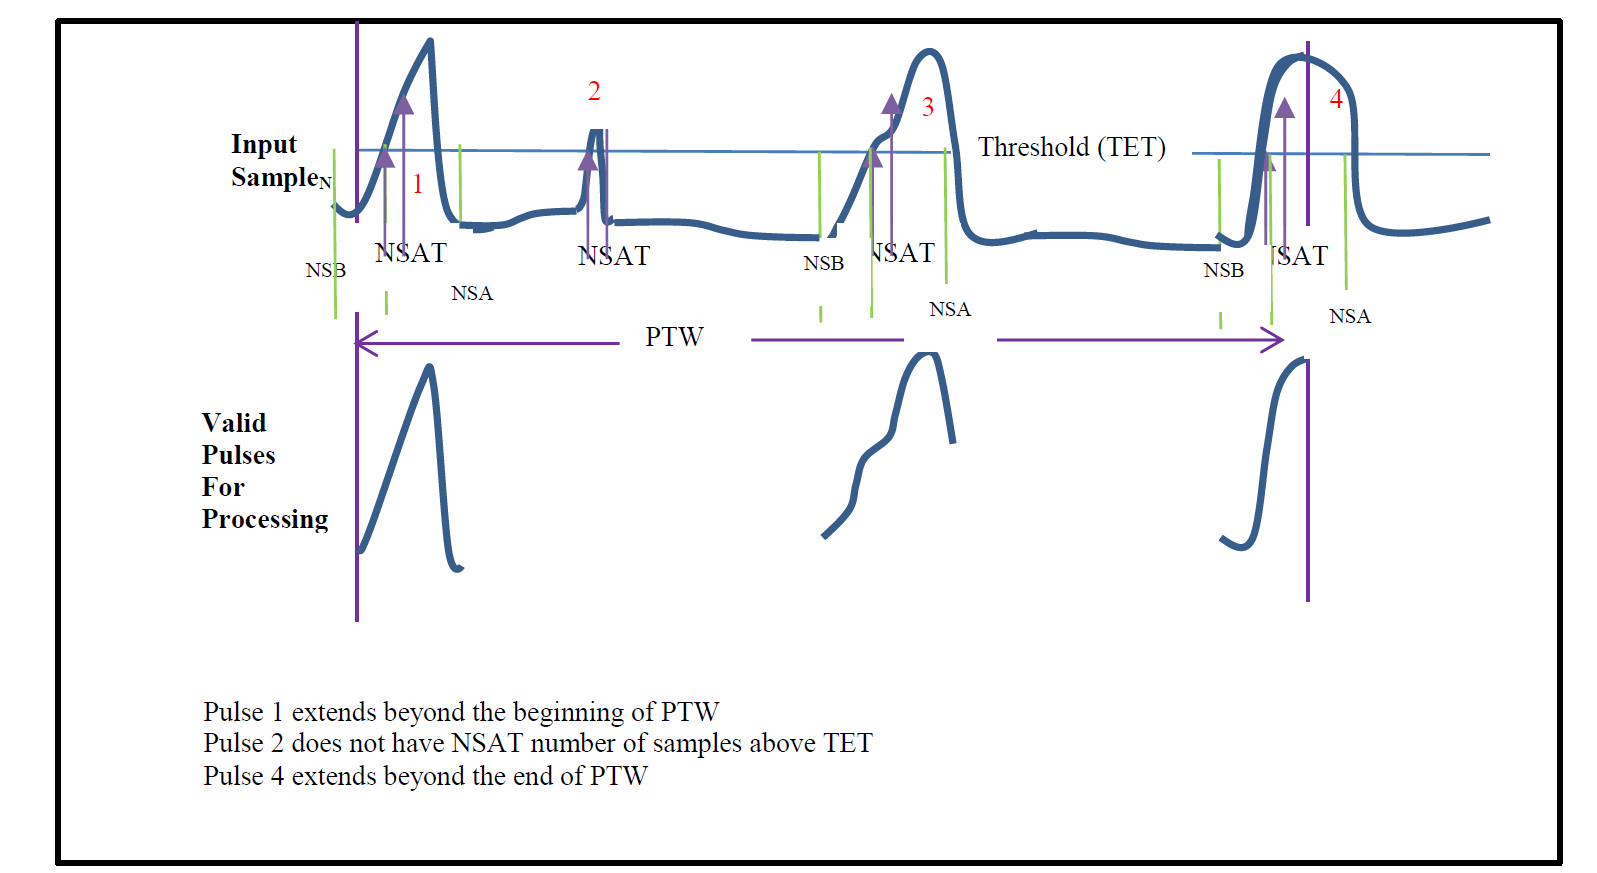 2
3
4
Input
Threshold (TET)
Sample_N
1
NSAT
NSAT
NSAT
NSAT
NSB
NSB
NSB
NSA
NSA
NSA
PTW
Valid
Pulses
For
Processing
Pulse 1 extends beyond the beginning of PTW
Pulse 2 does not have NSAT number of samples above TET
Pulse 4 extends beyond the end of PTW